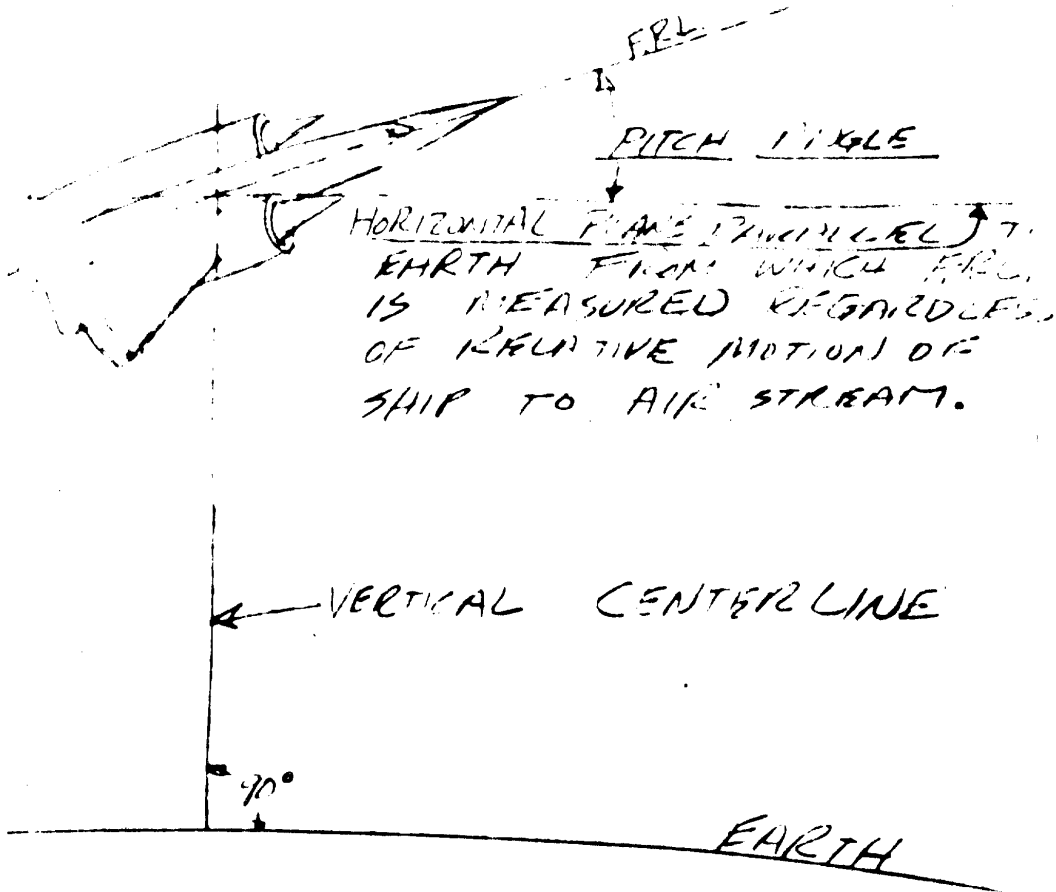 F.R.L.
PITCH ANGLE
HORIZONTAL PLANE PARALLEL
EARTH FROM WHICH F.R.L.
IS MEASURED REGARDLESS
OF RELATIVE MOTION OF
SHIP TO AIR STREAM.
VERTICAL CENTERLINE
90°
EARTH